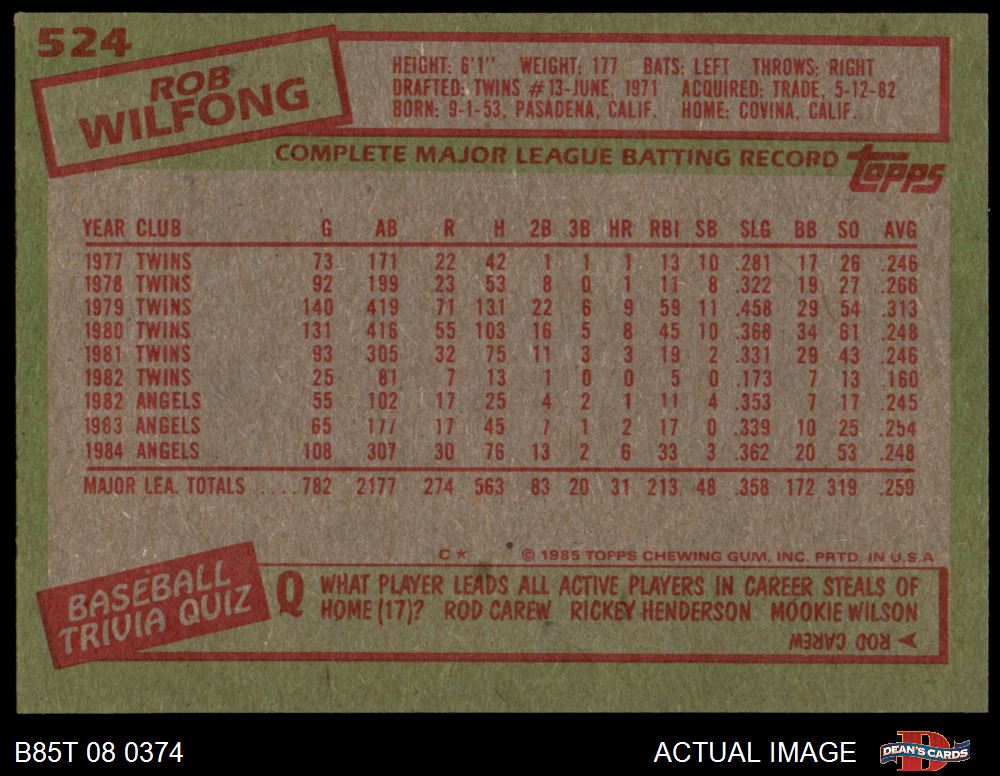 524
ROB
WILFONG
HEIGHT: 6'1" WEIGHT: 177 BATS: LEFT THROWS: RIGHT
DRAFTED: TWINS #13-JUNE, 1971 ACQUIRED: TRADE, 5-12-82
BORN: 9-1-53, PASADENA, CALIF. HOME: COVINA, CALIF.
COMPLETE MAJOR LEAGUE BATTING RECORD
TOPPS
YEAR CLUB G AB R H 2B 3B HR RBI SB SLG BB SO AVG
1977 TWINS 73 171 22 42 1 1 1 13 10 .281 17 26 .246
1978 TWINS 92 199 23 53 8 0 1 11 8 .322 19 27 .266
1979 TWINS 140 419 71 131 22 6 9 59 11 .458 29 54 .313
1980 TWINS 131 416 55 103 16 5 8 45 10 .368 34 61 .248
1981 TWINS 93 305 32 75 11 3 3 19 2 .331 29 43 .246
1982 TWINS 25 81 7 13 1 0 0 5 0 .173 7 13 .160
1982 ANGELS 55 102 17 25 4 2 1 11 4 .353 7 17 .245
1983 ANGELS 65 177 17 45 7 1 2 17 0 .339 10 25 .254
1984 ANGELS 108 307 30 76 13 2 6 33 3 .362 20 53 .248
MAJOR LEA. TOTALS ....782 2177 274 563 83 20 31 213 48 .358 172 319 .259
C* © 1985 TOPPS CHEWING GUM, INC. PRTD. IN U.S.A
BASEBALL
TRIVIA QUIZ
Q WHAT PLAYER LEADS ALL ACTIVE PLAYERS IN CAREER STEALS OF
HOME (17)? ROD CAREW RICKEY HENDERSON MOOKIE WILSON
ROD CAREW
B85T 08 0374
ACTUAL IMAGE
DEAN'S CARDS